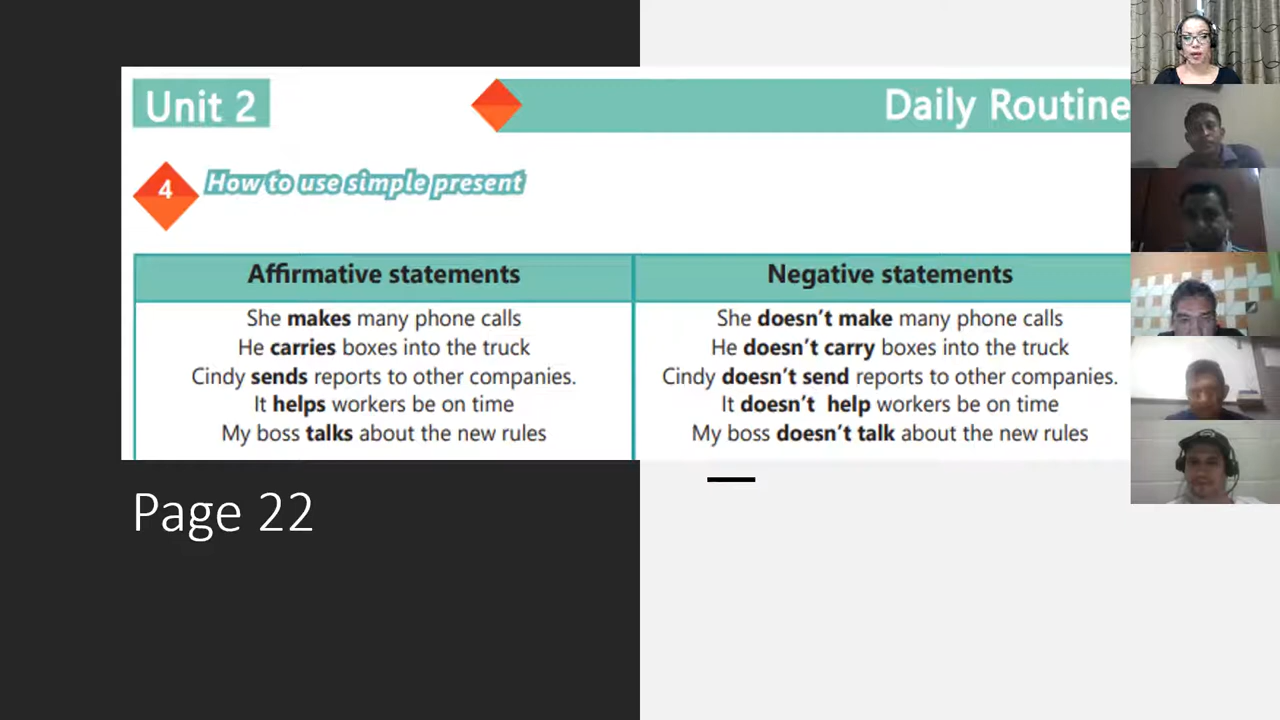 Unit 2
Daily Routine
4
How to use simple present
Affirmative statements
She makes many phone calls
He carries boxes into the truck
Cindy sends reports to other companies.
It helps workers be on time
My boss talks about the new rules
Negative statements
She doesn't make many phone calls
He doesn't carry boxes into the truck
Cindy doesn't send reports to other companies.
It doesn't help workers be on time
My boss doesn't talk about the new rules
Page 22